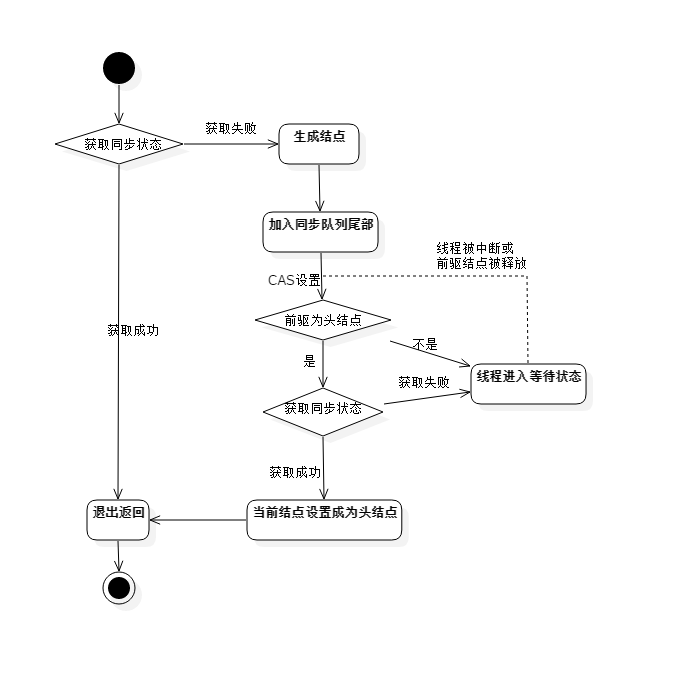 获取失败
生成结点
获取同步状态
加入同步队列尾部
线程被中断或
前驱结点被释放
CAS设置
前驱为头结点
获取成功
不是
是
线程进入等待状态
获取失败
获取同步状态
获取成功
退出返回
当前结点设置成为头结点